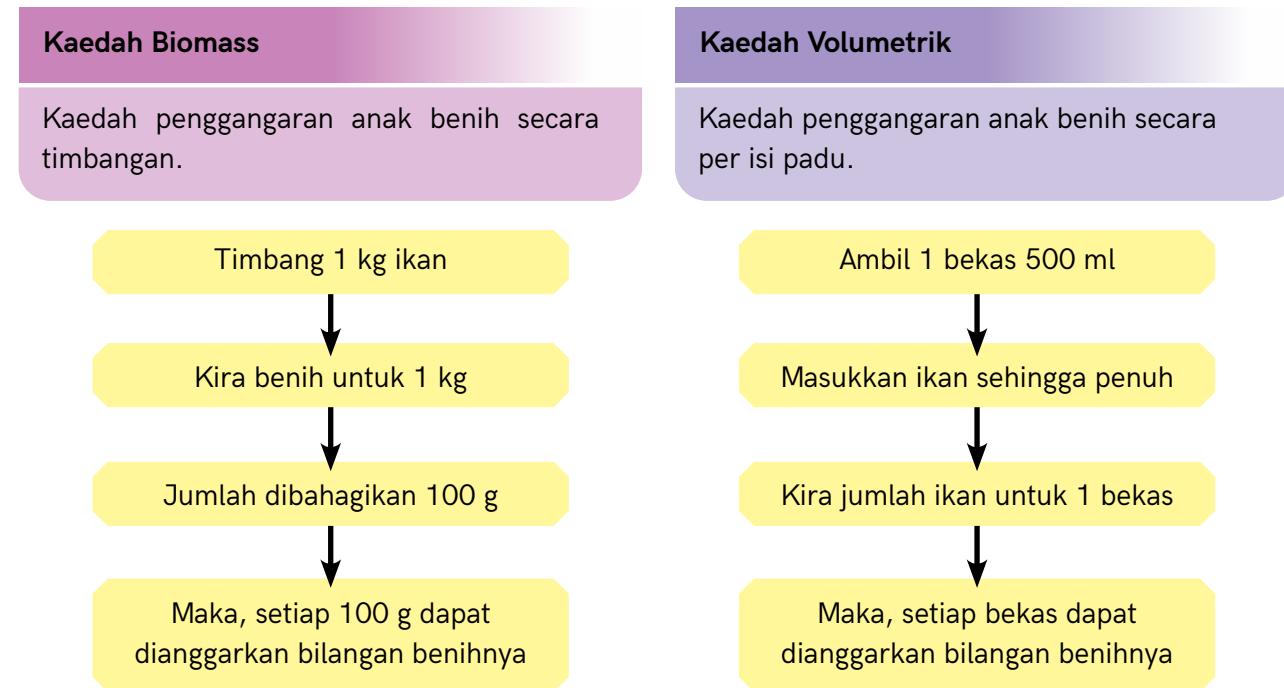 Kaedah Biomass
Kaedah penggangaran anak benih secara
timbangan.
Timbang 1 kg ikan
Kira benih untuk 1 kg
Jumlah dibahagikan 100 g
Maka, setiap 100 g dapat
dianggarkan bilangan benihnya
Kaedah Volumetrik
Kaedah penggangaran anak benih secara
per isi padu.
Ambil 1 bekas 500 ml
Masukkan ikan sehingga penuh
Kira jumlah ikan untuk 1 bekas
Maka, setiap bekas dapat
dianggarkan bilangan benihnya